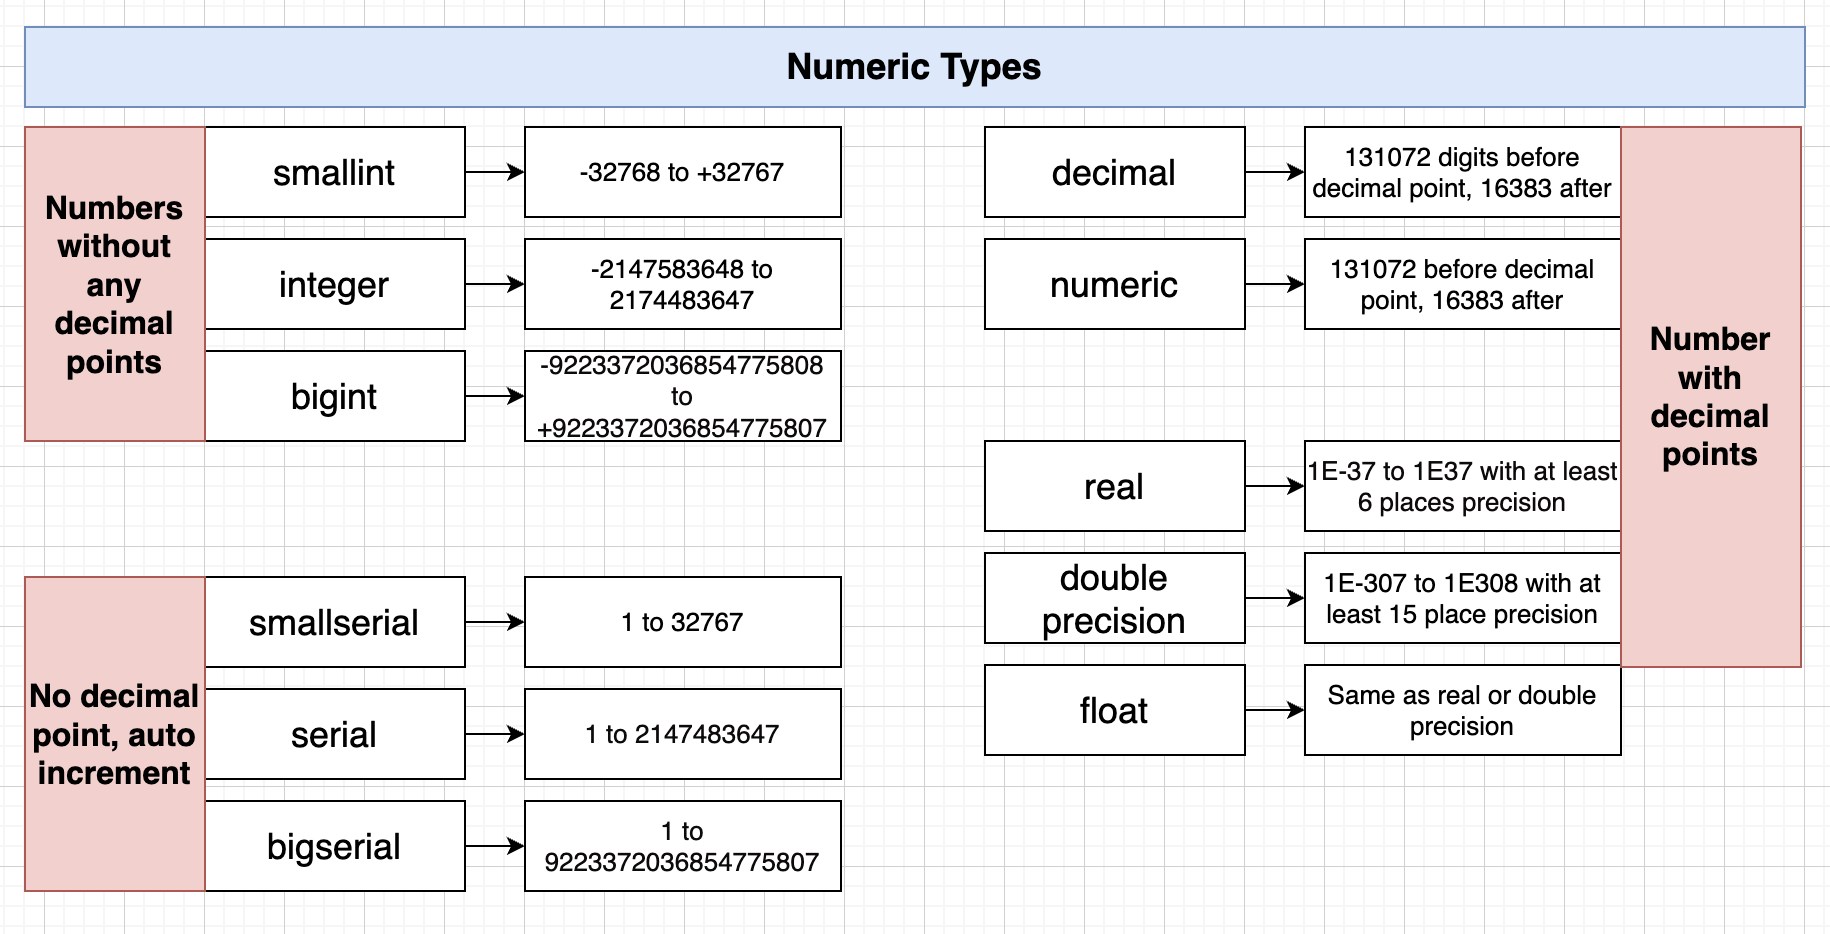 Numeric Types
Numbers
without
any
decimal
points
smallint
-32768 to +32767
integer
-2147583648 to
2174483647
bigint
-9223372036854775808
to
+9223372036854775807
No decimal
point, auto
increment
smallserial
1 to 32767
serial
1 to 2147483647
bigserial
1 to
9223372036854775807
decimal
131072 digits before
decimal point, 16383 after
numeric
131072 before decimal
point, 16383 after
real
1E-37 to 1E37 with at least
6 places precision
double
precision
1E-307 to 1E308 with at
least 15 place precision
float
Same as real or double
precision
Number
with
decimal
points